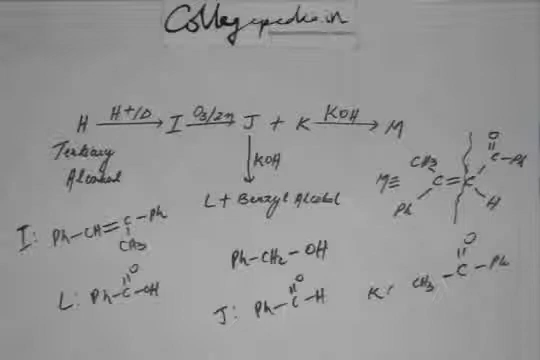 Collegepedia.in
H —H+/Δ→ I —O3/Zn→ J + K —KOH→ M
Tertiary
Alcohol
↓ KOH
L + Benzyl Alcohol
M ≡ CH3 Ph C = C O C-Ph H
I: Ph-CH=C-Ph
CH3
Ph-CH2-OH
L: Ph-C-OH
O
J: Ph-C-H
O
K: CH3-C-Ph
O